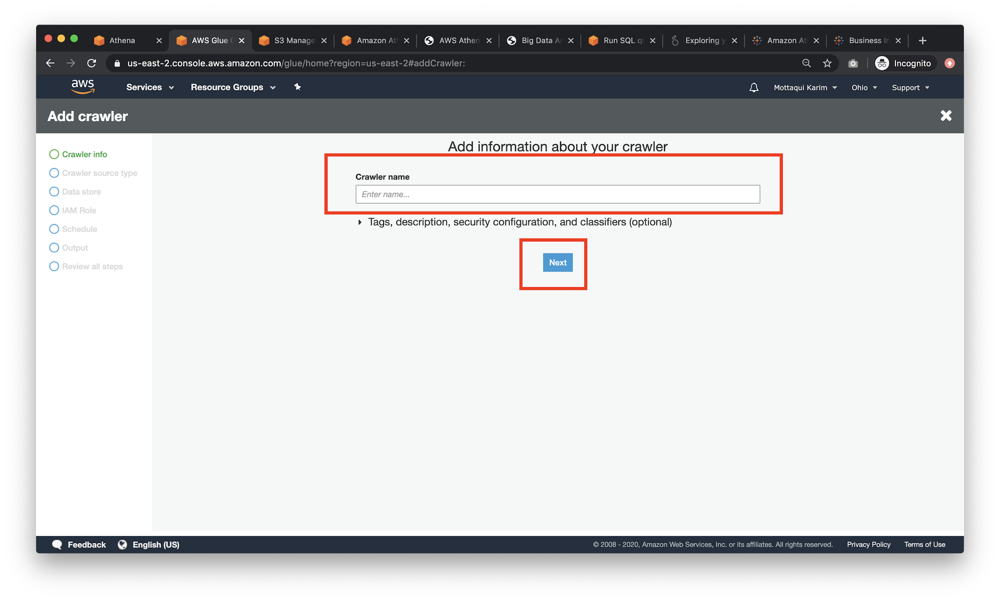 Athena
AWS Glue
S3 Manage
Amazon At
AWS Athen
Big Data A
Run SQL q
Exploring y
Amazon At
Business In
us-east-2.console.aws.amazon.com/glue/home?region=us-east-2#addCrawler:
Incognito
aws
Services
Resource Groups
Mottaqui Karim
Ohio
Support
Add crawler
Crawler info
Crawler source type
Data store
IAM Role
Schedule
Output
Review all steps
Add information about your crawler
Crawler name
Enter name...
Tags, description, security configuration, and classifiers (optional)
Next
Feedback
English (US)
© 2008 - 2020, Amazon Web Services, Inc. or its affiliates. All rights reserved.
Privacy Policy
Terms of Use